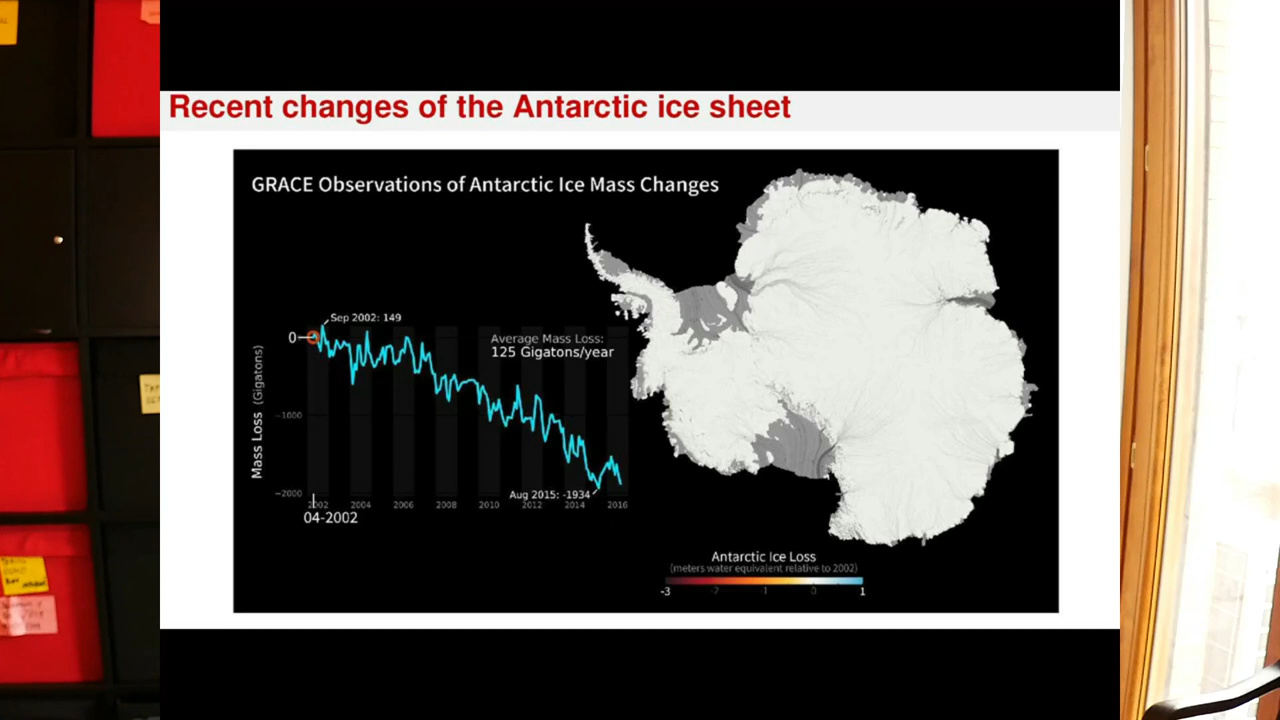 Recent changes of the Antarctic ice sheet
GRACE Observations of Antarctic Ice Mass Changes
Sep 2002: 149
0
Average Mass Loss:
125 Gigatons/year
Mass Loss (Gigatons)
−1000
−2000
Aug 2015: -1934
2002 2004 2006 2008 2010 2012 2014 2016
04-2002
Antarctic Ice Loss
(meters water equivalent relative to 2002)
-3 -2 -1 0 1